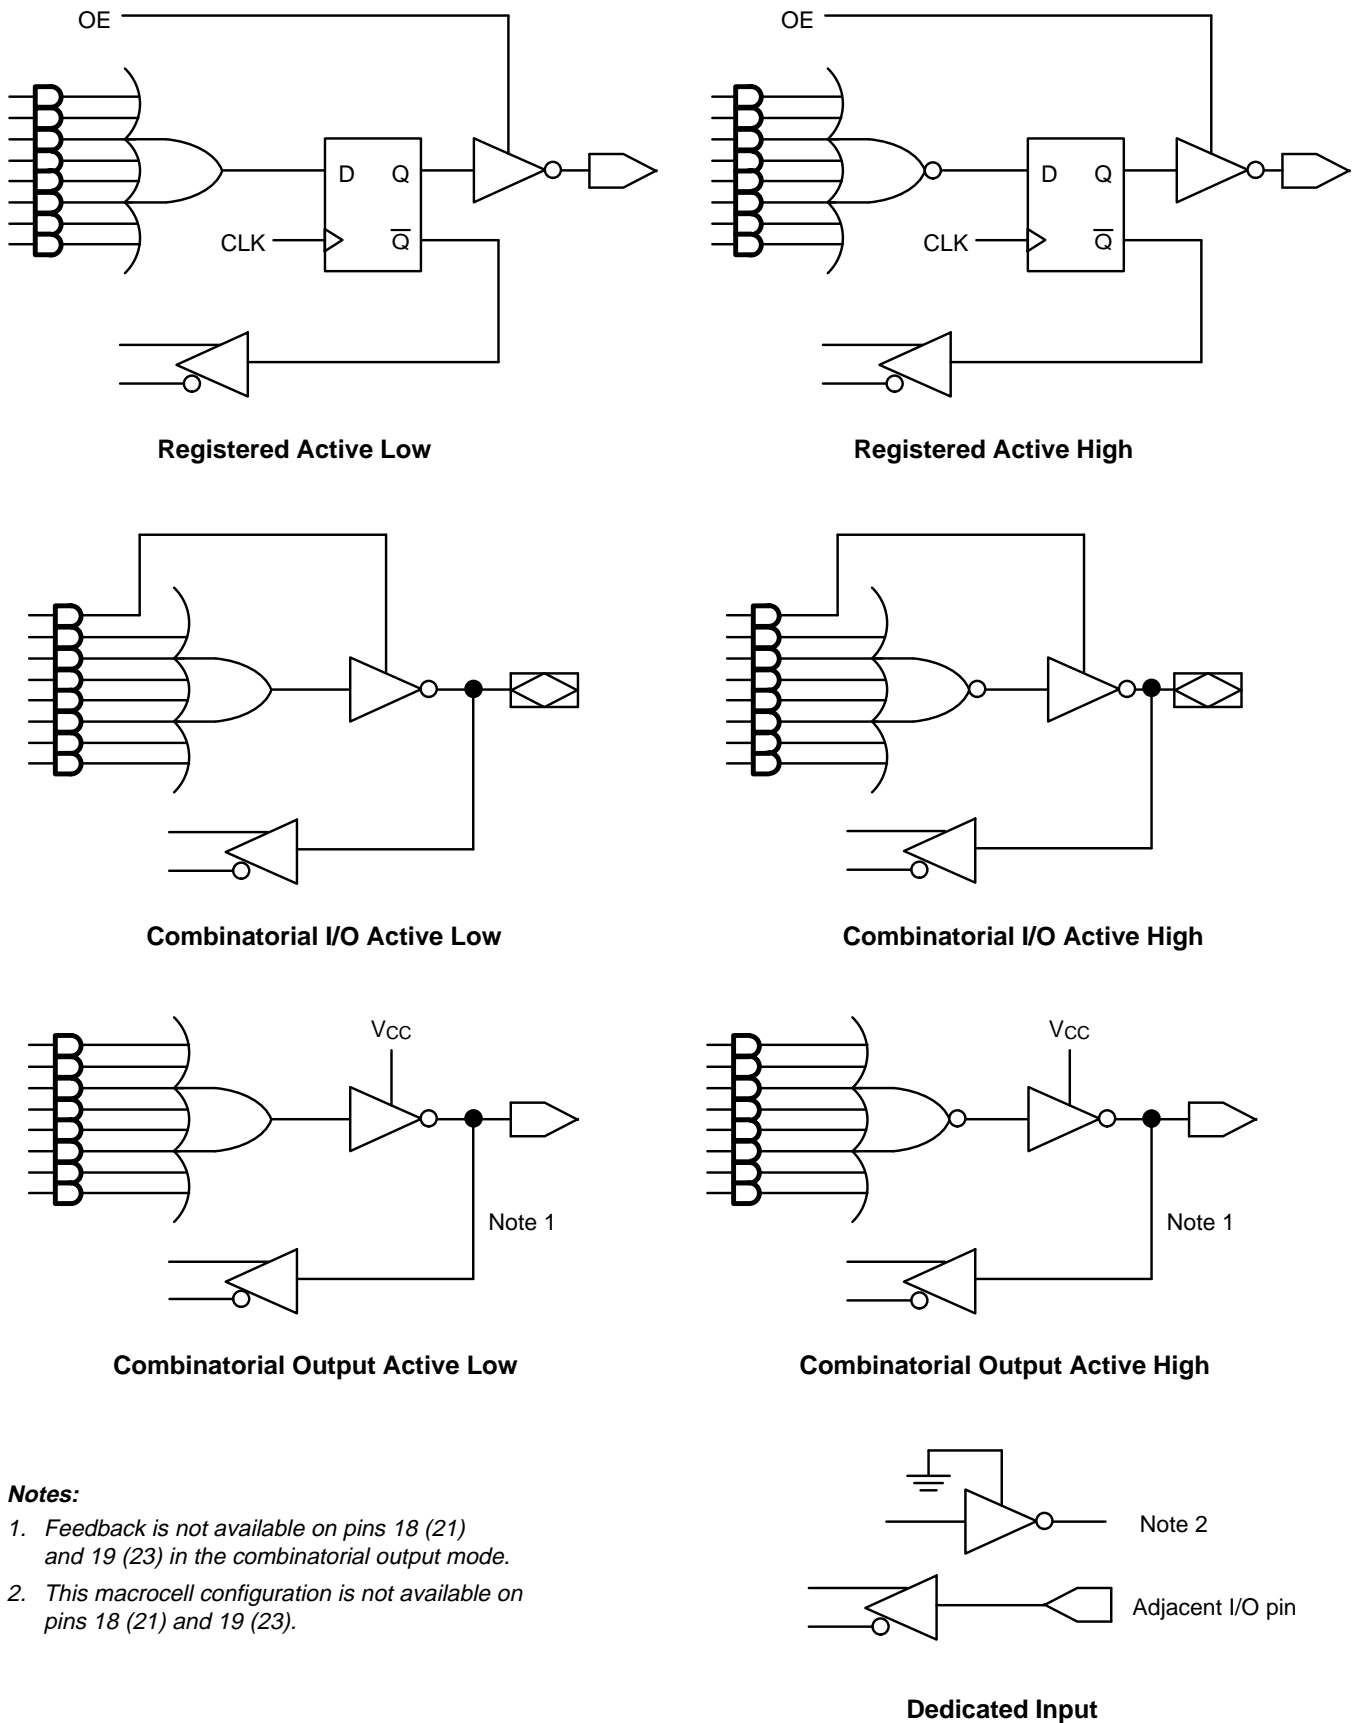 OE
OE
D Q
CLK
Q̅
D Q
CLK
Q̅
Registered Active Low
Registered Active High
Combinatorial I/O Active Low
Combinatorial I/O Active High
VCC
VCC
Note 1
Note 1
Combinatorial Output Active Low
Combinatorial Output Active High
Notes:
1. Feedback is not available on pins 18 (21)
and 19 (23) in the combinatorial output mode.
2. This macrocell configuration is not available on
pins 18 (21) and 19 (23).
Note 2
Adjacent I/O pin
Dedicated Input